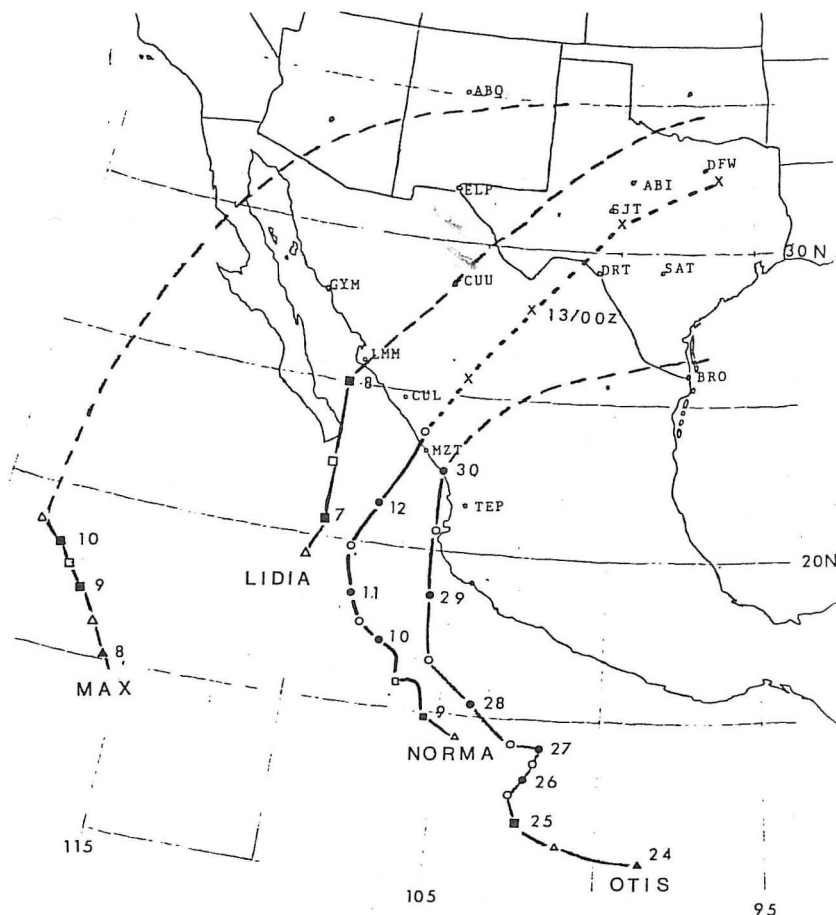 ABQ
DFW
ELP
ABI
SJT
30 N
DRT
SAT
GYM
CUU
13/00Z
LMM
8
CUL
BRO
MZT
30
12
TEP
7
10
20N
LIDIA
9
11
29
10
8
MAX
28
9
NORMA
27
26
25
115
24
105
OTIS
95